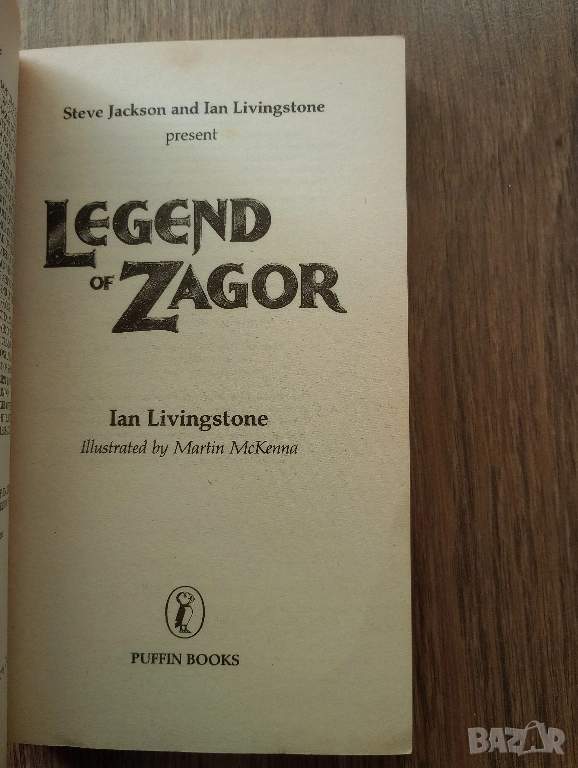 Steve Jackson and Ian Livingstone
present
LEGEND
OF ZAGOR
Ian Livingstone
Illustrated by Martin McKenna
PUFFIN BOOKS
BAZAR